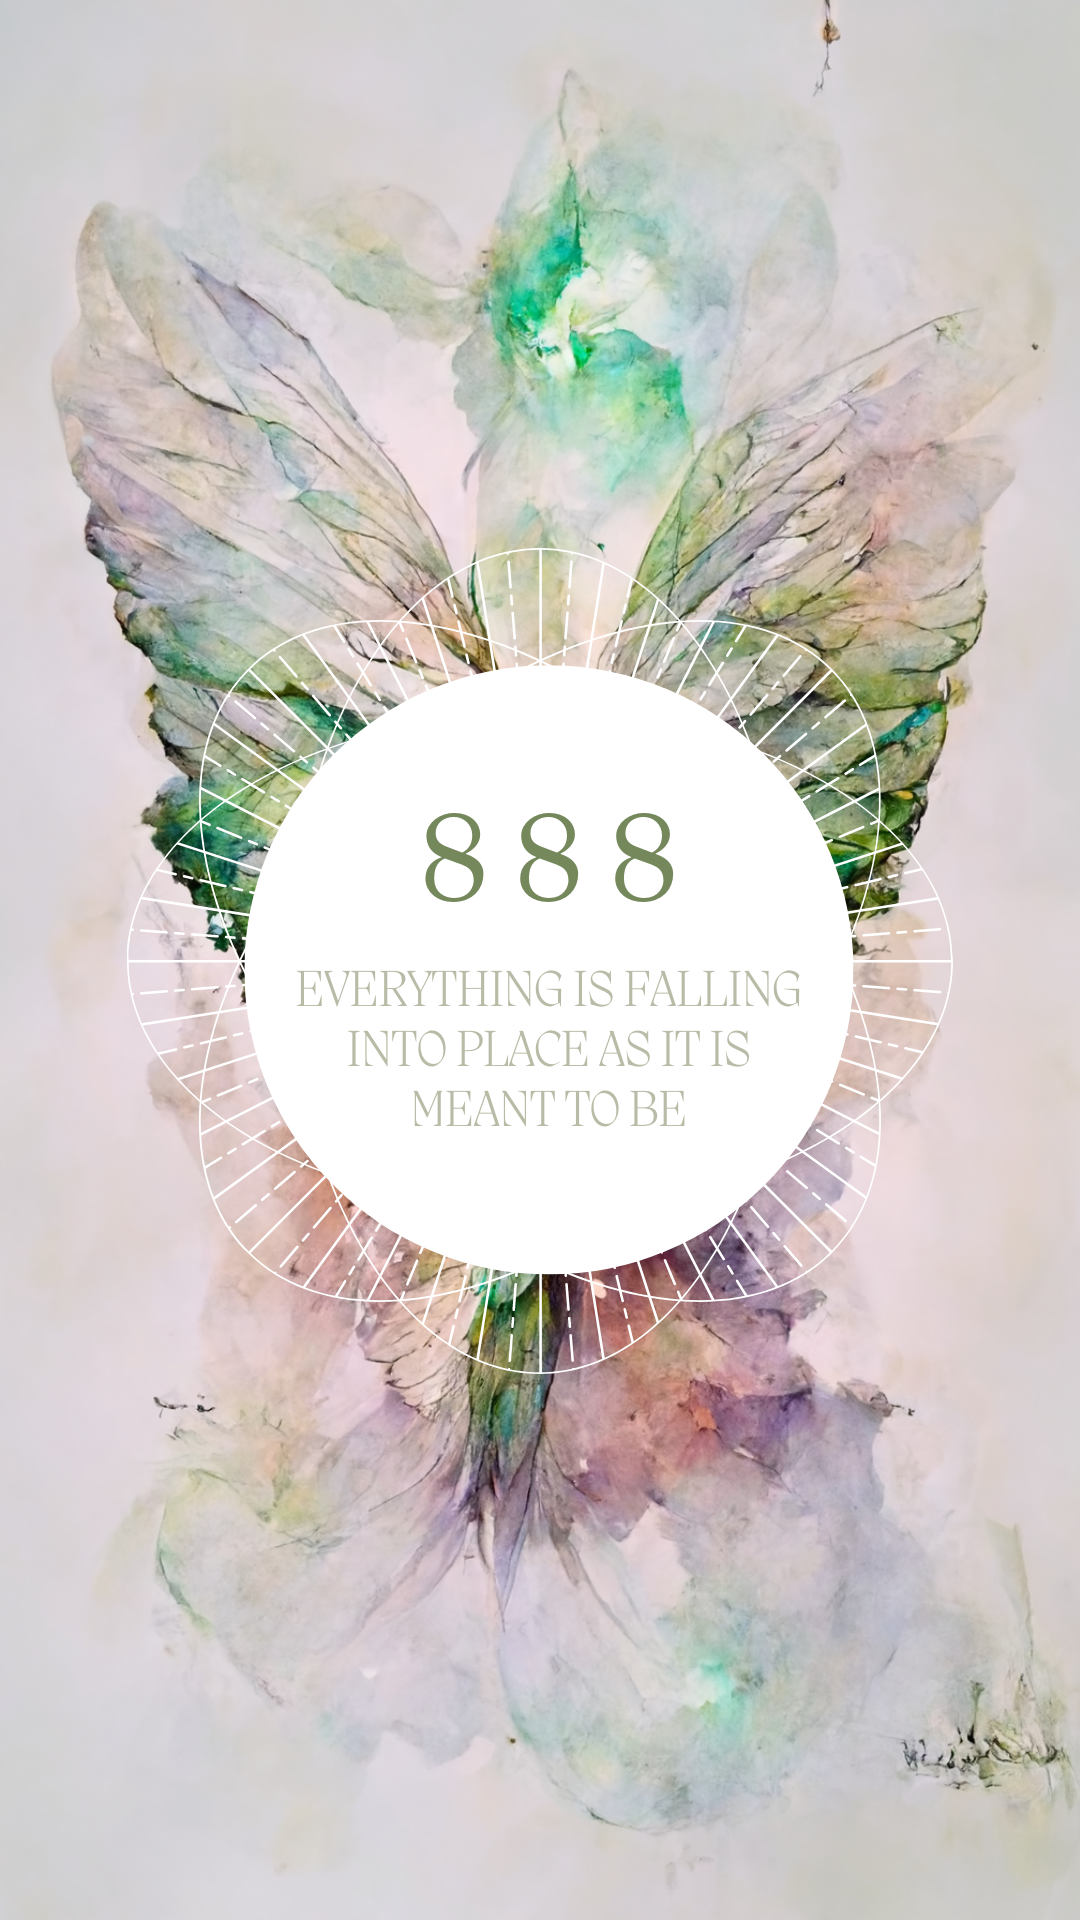 888
EVERYTHING IS FALLING
INTO PLACE AS IT IS
MEANT TO BE